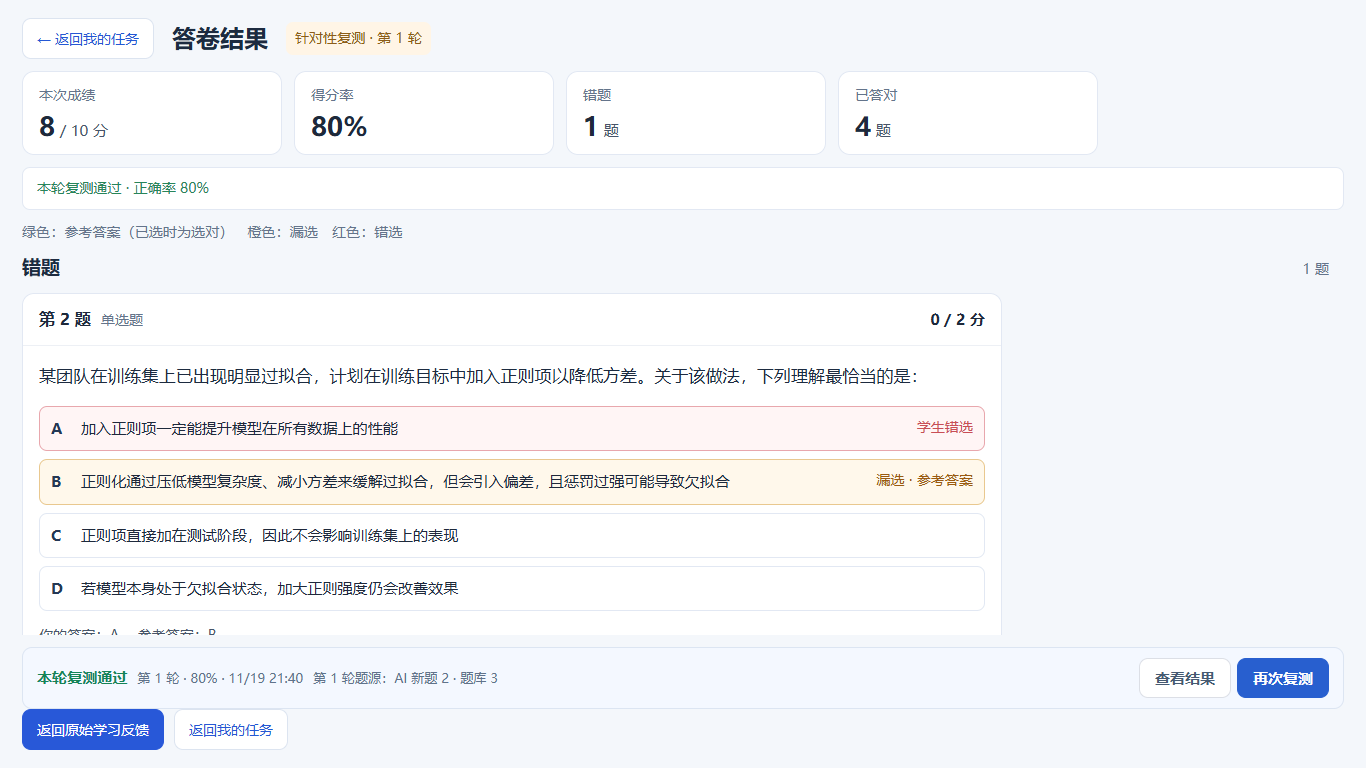 ← 返回我的任务
答卷结果
针对性复测 · 第 1 轮
本次成绩
8 / 10 分
得分率
80%
错题
1 题
已答对
4 题
本轮复测通过 · 正确率 80%
绿色：参考答案（已选时为选对） 橙色：漏选 红色：错选
错题
1 题
第 2 题 单选题
0 / 2 分
某团队在训练集上已出现明显过拟合，计划在训练目标中加入正则项以降低方差。关于该做法，下列理解最恰当的是：
A 加入正则项一定能提升模型在所有数据上的性能 学生错选
B 正则化通过压低模型复杂度、减小方差来缓解过拟合，但会引入偏差，且惩罚过强可能导致欠拟合 漏选 · 参考答案
C 正则项直接加在测试阶段，因此不会影响训练集上的表现
D 若模型本身处于欠拟合状态，加大正则强度仍会改善效果
你的答案：A 参考答案：B
本轮复测通过 第 1 轮 · 80% · 11/19 21:40 第 1 轮题源：AI 新题 2 · 题库 3
查看结果
再次复测
返回原始学习反馈
返回我的任务